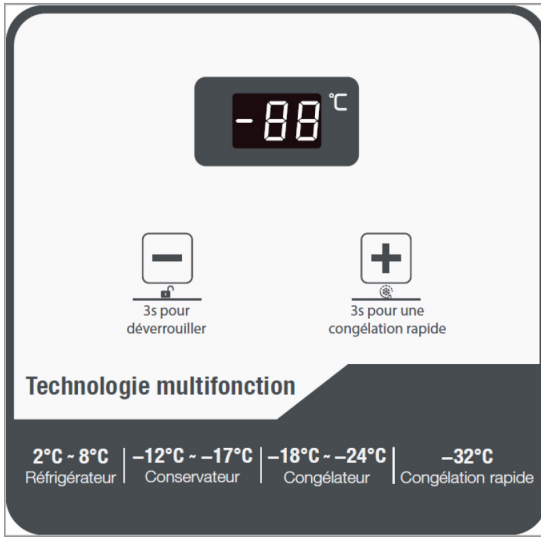 -88 °C
3s pour
déverrouiller
3s pour une
congélation rapide
Technologie multifonction
2°C ~ 8°C
Réfrigérateur
–12°C ~ –17°C
Conservateur
–18°C ~ –24°C
Congélateur
–32°C
Congélation rapide